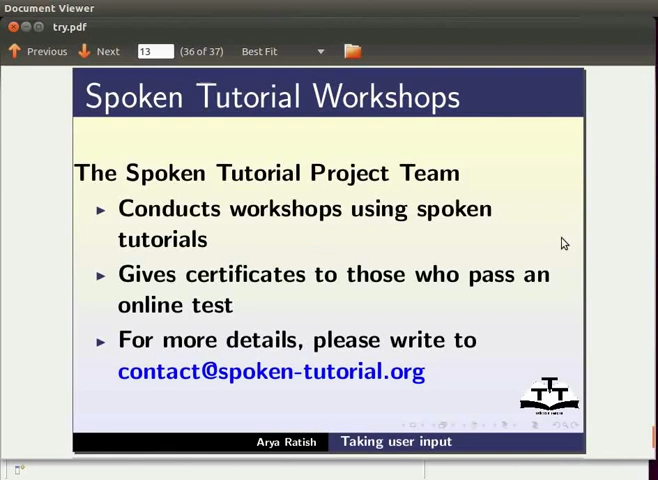 Document Viewer
try.pdf
Previous Next 13 (36 of 37) Best Fit
Spoken Tutorial Workshops
The Spoken Tutorial Project Team
Conducts workshops using spoken
tutorials
Gives certificates to those who pass an
online test
For more details, please write to
contact@spoken-tutorial.org
Arya Ratish Taking user input